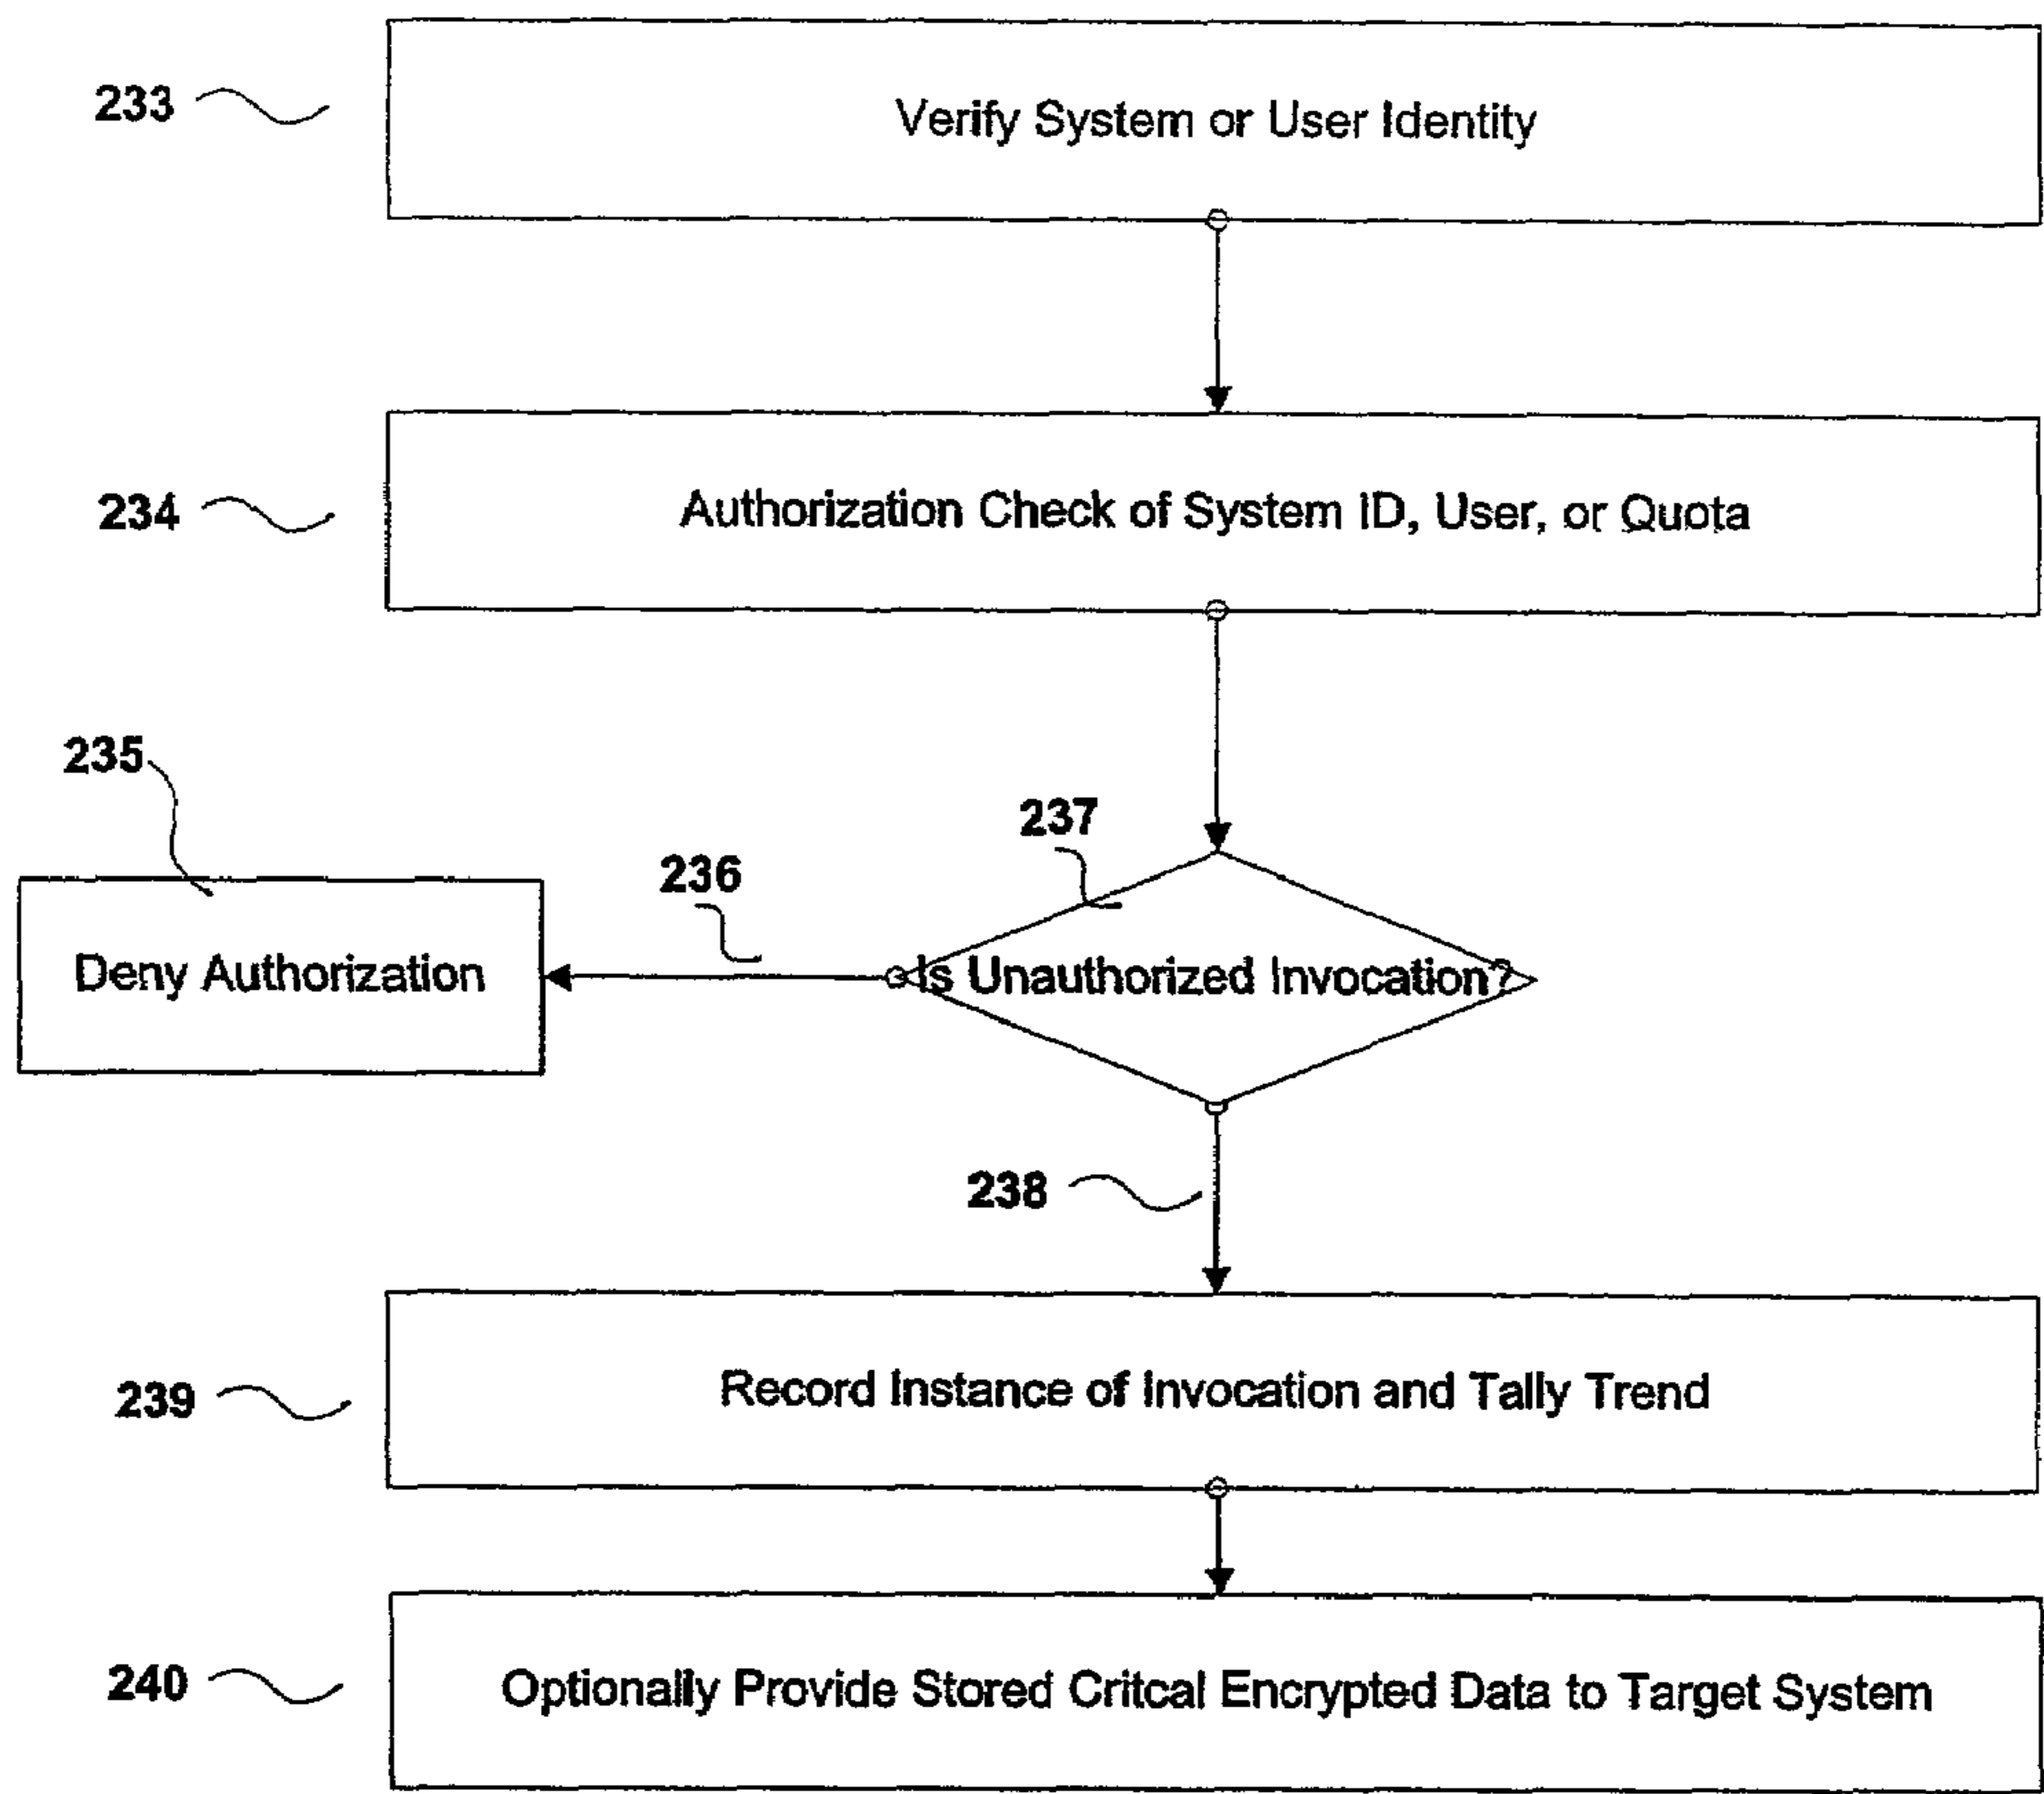 233
Verify System or User Identity
234
Authorization Check of System ID, User, or Quota
235
237
236
Deny Authorization
Is Unauthorized Invocation?
238
239
Record Instance of Invocation and Tally Trend
240
Optionally Provide Stored Critcal Encrypted Data to Target System